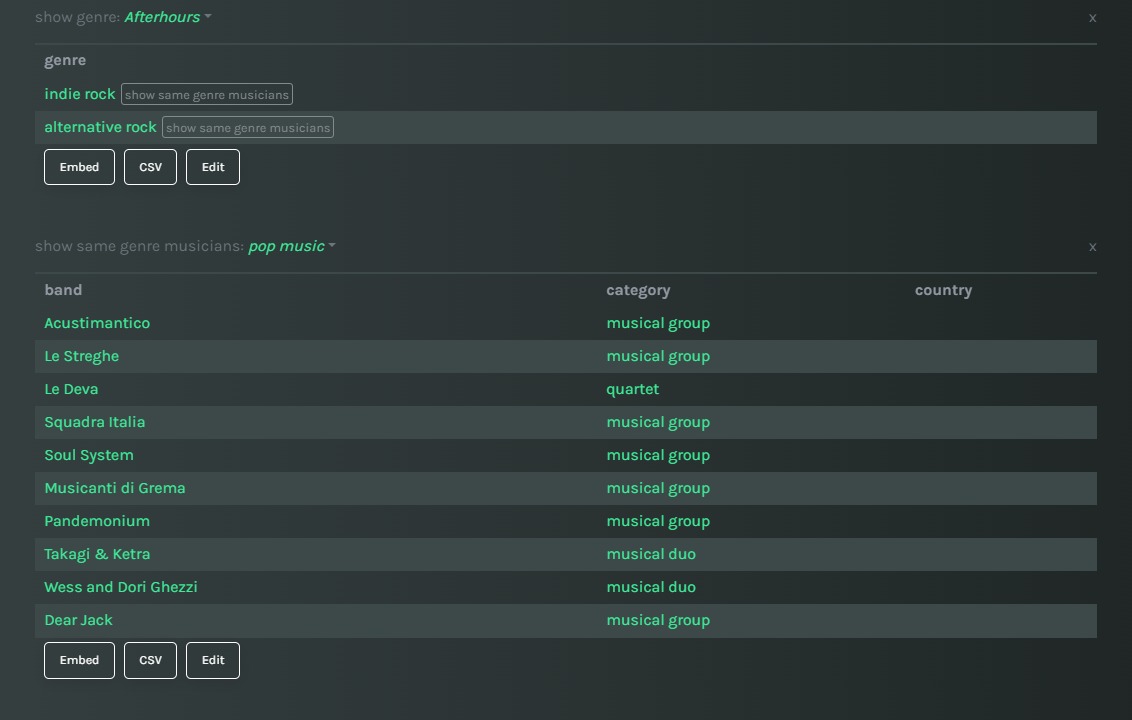 show genre: Afterhours x
genre
indie rock show same genre musicians
alternative rock show same genre musicians
Embed CSV Edit
show same genre musicians: pop music x
band category country
Acustimantico musical group
Le Streghe musical group
Le Deva quartet
Squadra Italia musical group
Soul System musical group
Musicanti di Grema musical group
Pandemonium musical group
Takagi & Ketra musical duo
Wess and Dori Ghezzi musical duo
Dear Jack musical group
Embed CSV Edit